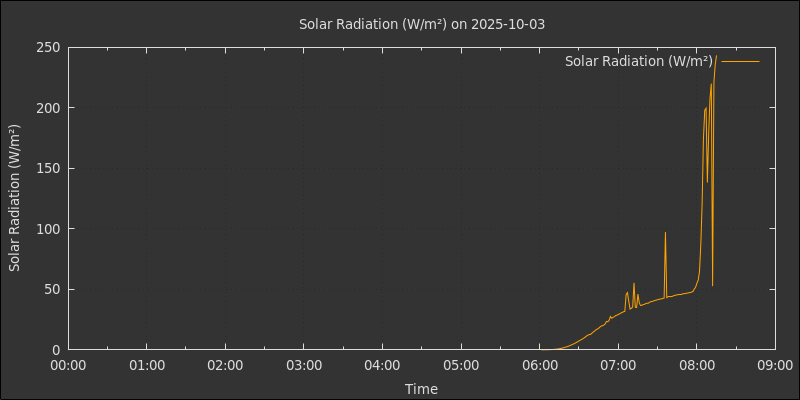 Solar Radiation (W/m²) on 2025-10-03
Solar Radiation (W/m²)
250
200
150
100
50
0
Solar Radiation (W/m²)
00:00 01:00 02:00 03:00 04:00 05:00 06:00 07:00 08:00 09:00
Time